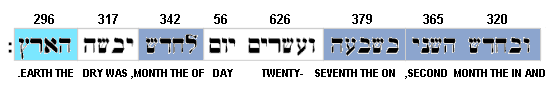 296 317 342 56 626 379 365 320
ובחדש השני בשבעה ועשרים יום לחדש יבשה הארץ:
.EARTH THE DRY WAS ,MONTH THE OF DAY TWENTY- SEVENTH THE ON ,SECOND MONTH THE IN AND